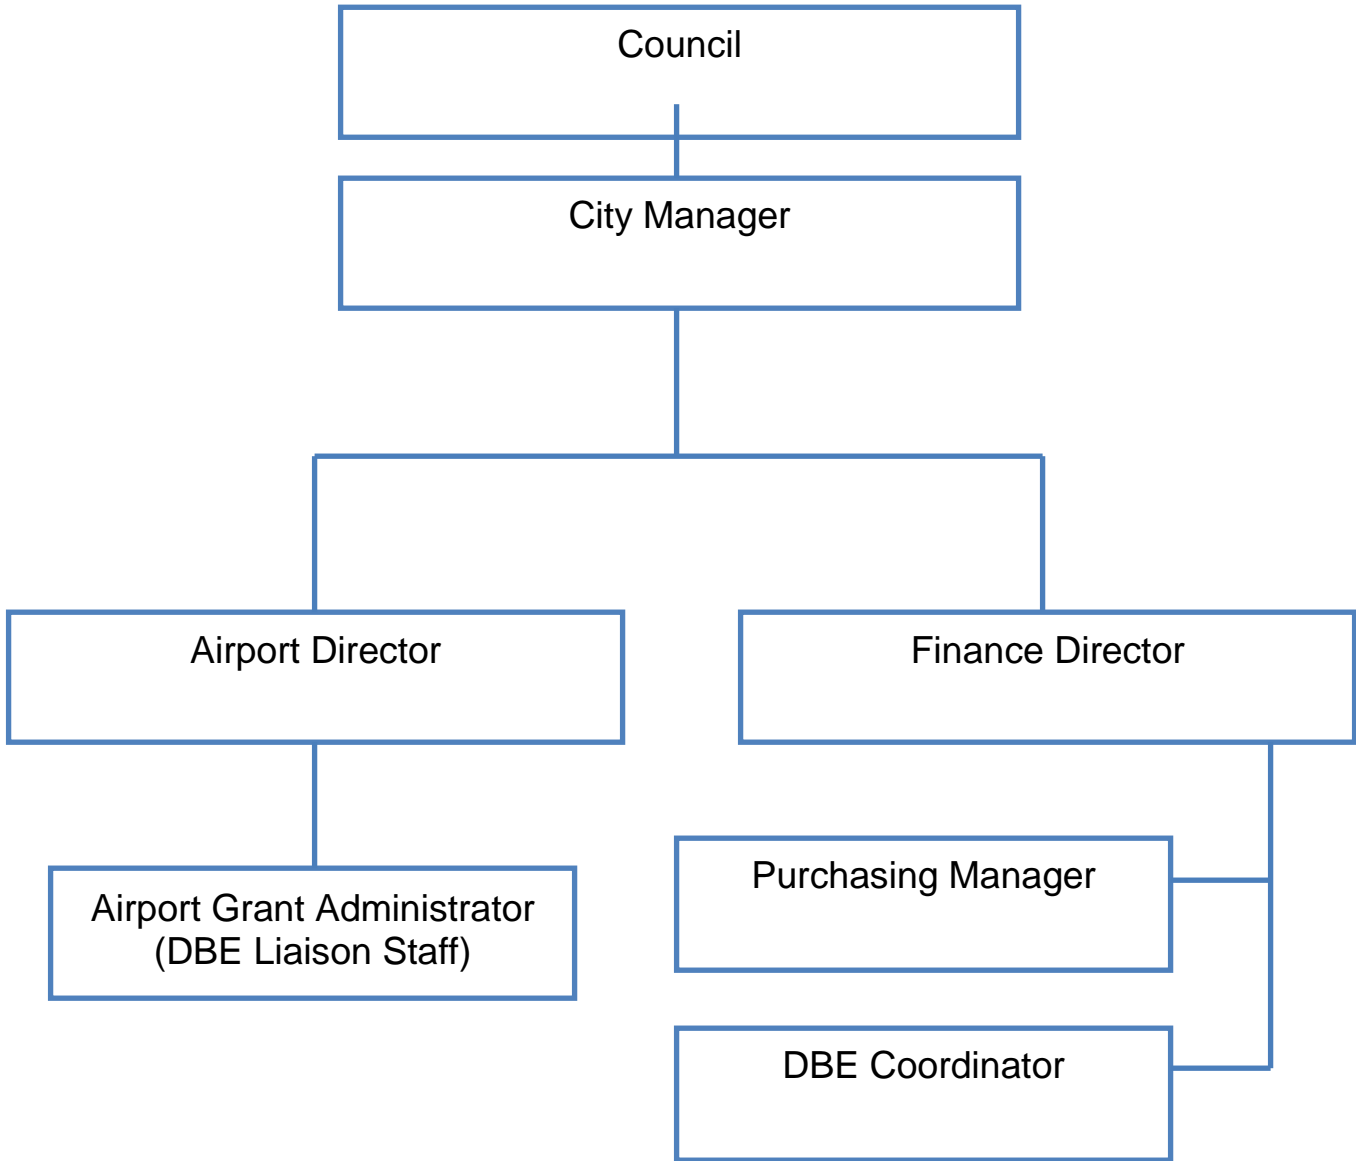 Council
City Manager
Airport Director
Finance Director
Purchasing Manager
Airport Grant Administrator
(DBE Liaison Staff)
DBE Coordinator